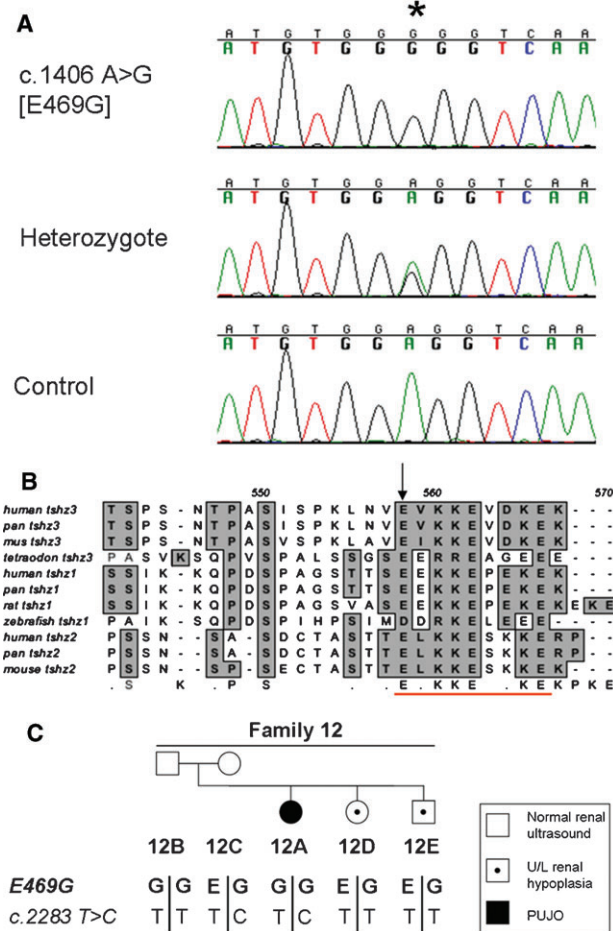 A
*
A T G T G G G G G T C A A
A T G T G G G G G T C A A
c.1406 A>G
[E469G]
A T G T G G A G G T C A A
A T G T G G A G G T C A A
Heterozygote
A T G T G G A G G T C A A
A T G T G G A G G T C A A
Control
B
550 560 570
human tshz3 T S P S - N T P A S I S P K L N V E V K K E V D K E K - - -
pan tshz3 T S P S - N T P A S I S P K L N V E V K K E V D K E K - - -
mus tshz3 T S P S - N T P A S V S P K L A V E I K K E V D K E K - - -
tetraodon tshz3 P A S V K S Q P V S P A L S S G S E E R R E A G E E E - - -
human tshz1 S S I K - K Q P D S P A G S T T S E E K K E P E K E K - - -
pan tshz1 S S I K - K Q P D S P A G S T T S E E K K E P E K E K - - -
rat tshz1 S S I K - K Q P D S P A G S V A S E E K K E P E K E K E K E
zebrafish tshz1 P A I K - S Q P D S P I H P S I M D D R K E L E E - - -
human tshz2 P S S N - - S A - S D C T A S T T E L K K E S K K E R P - -
pan tshz2 P S S N - - S A - S D C T A S T T E L K K E S K K E R P - -
mouse tshz2 P S S N - - S P - S E C T A S T T E L K K E S K K E K P - -
. S K . P S . E . K K E . K E K P K E
C
Family 12
12B 12C 12A 12D 12E
E469G G G E G G G E G E G
c.2283 T>C T T T C T C T T T T
Normal renal ultrasound
U/L renal hypoplasia
PUJO